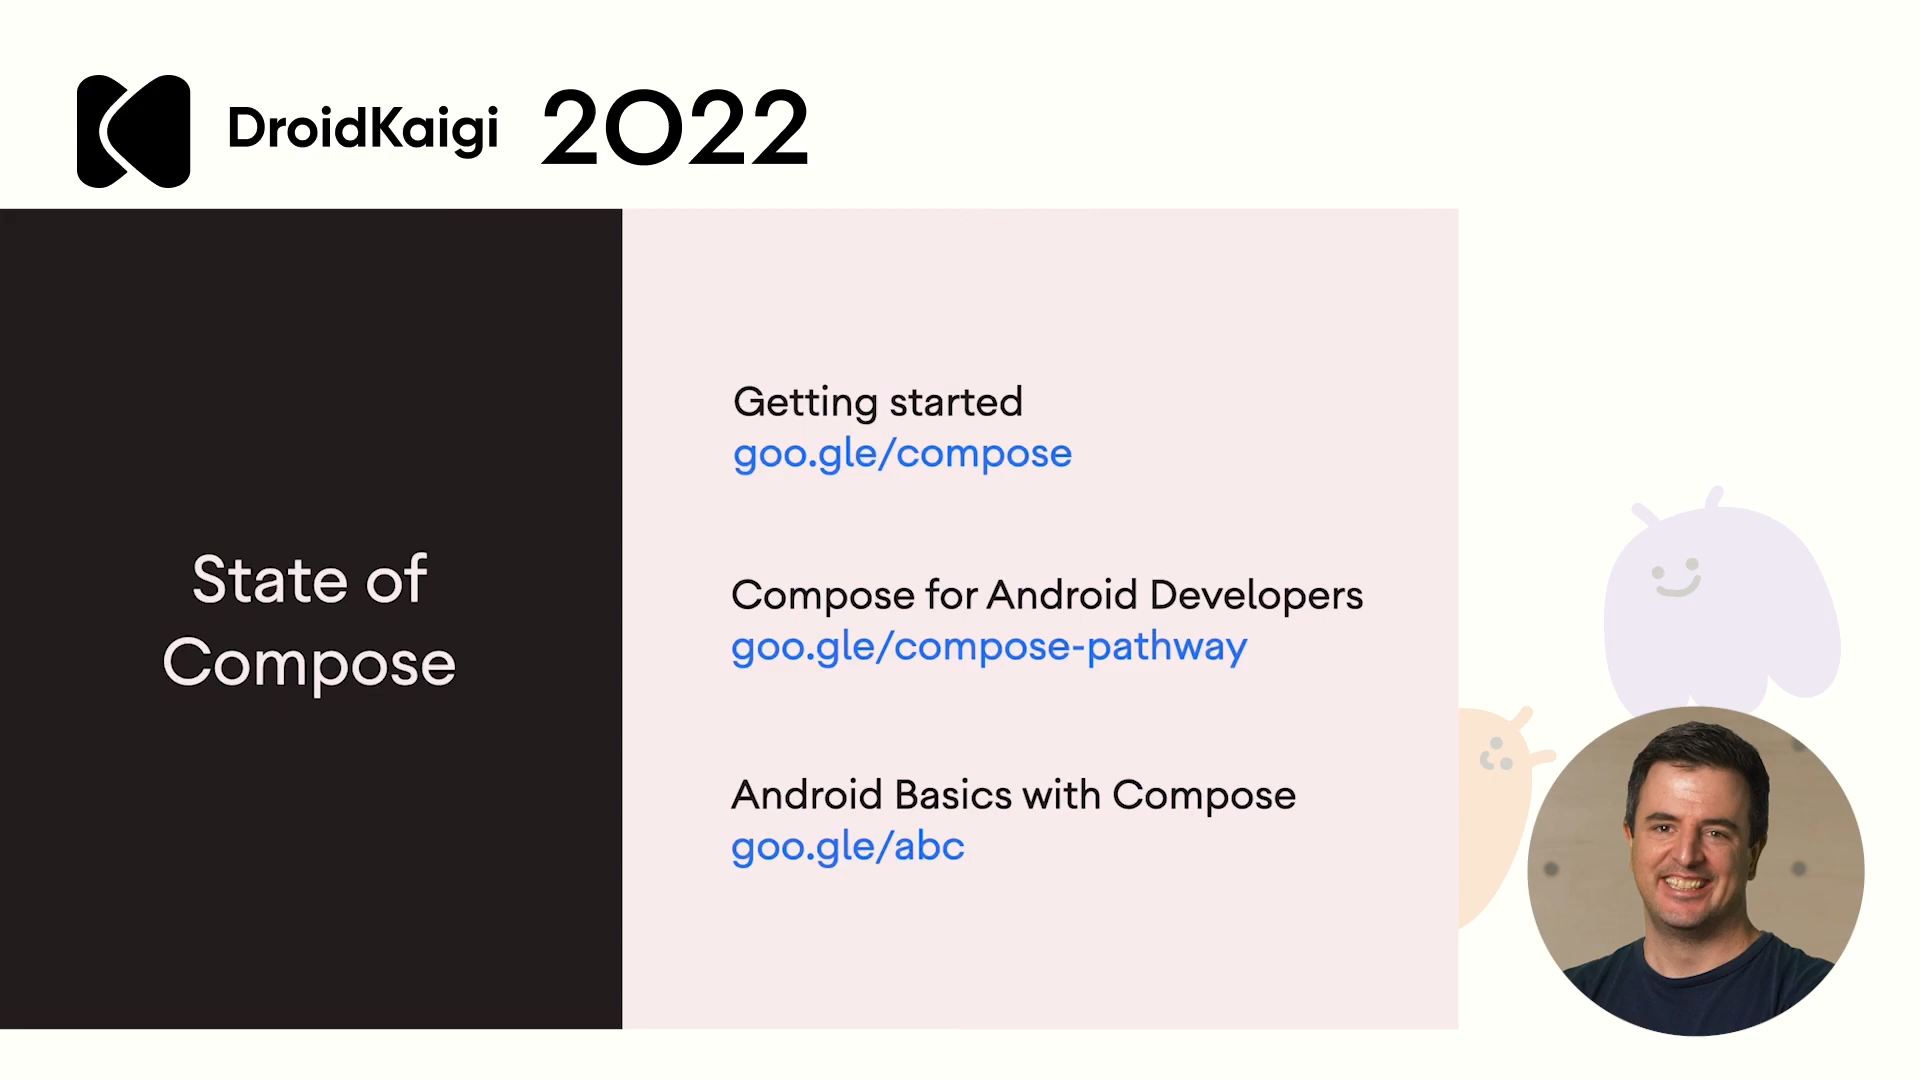 DroidKaigi 2022
State of
Compose
Getting started
goo.gle/compose
Compose for Android Developers
goo.gle/compose-pathway
Android Basics with Compose
goo.gle/abc